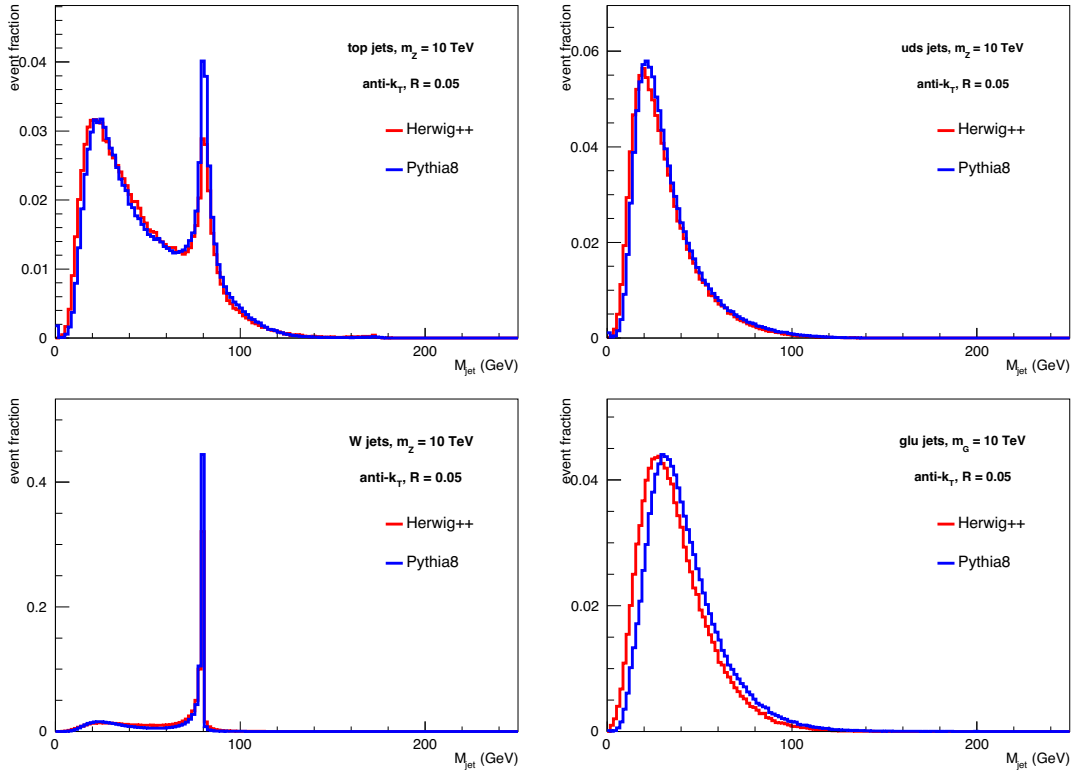 event fraction
top jets, m_Z = 10 TeV
anti-k_T, R = 0.05
Herwig++
Pythia8
0.04
0.03
0.02
0.01
0
0 100 200
M_jet (GeV)
event fraction
uds jets, m_Z = 10 TeV
anti-k_T, R = 0.05
Herwig++
Pythia8
0.06
0.04
0.02
0
0 100 200
M_jet (GeV)
event fraction
W jets, m_Z = 10 TeV
anti-k_T, R = 0.05
Herwig++
Pythia8
0.4
0.2
0
0 100 200
M_jet (GeV)
event fraction
glu jets, m_G = 10 TeV
anti-k_T, R = 0.05
Herwig++
Pythia8
0.04
0.02
0
0 100 200
M_jet (GeV)